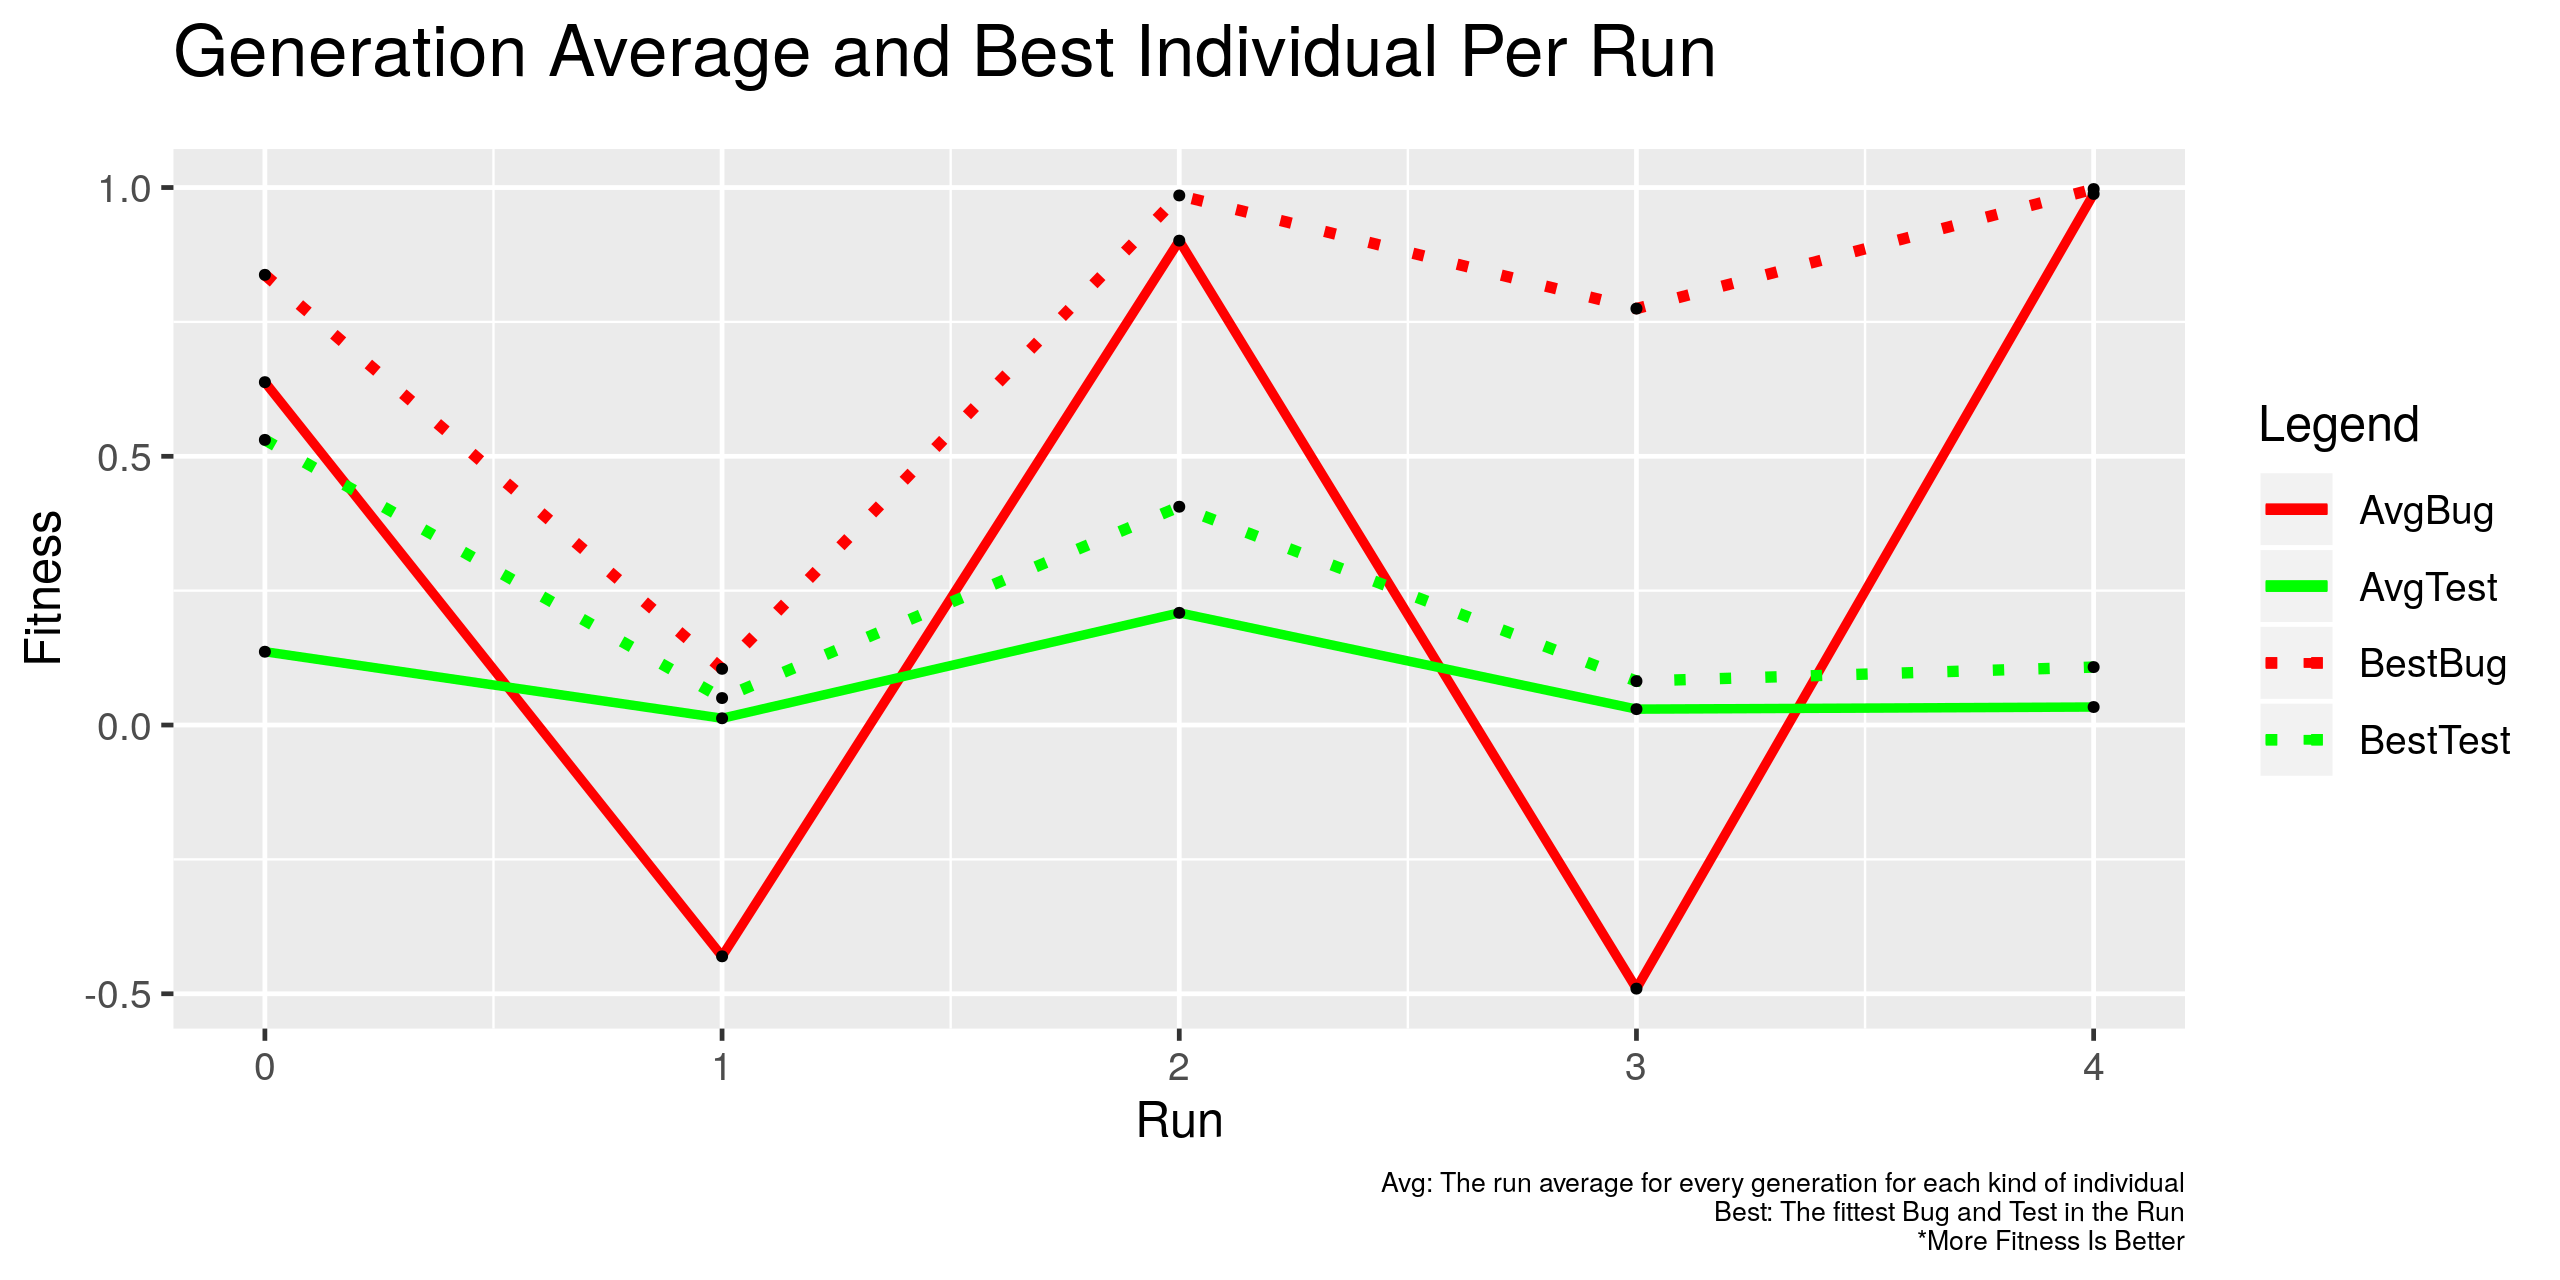 Generation Average and Best Individual Per Run
1.0
0.5
0.0
-0.5
Fitness
0 1 2 3 4
Run
Legend
AvgBug
AvgTest
BestBug
BestTest
Avg: The run average for every generation for each kind of individual
Best: The fittest Bug and Test in the Run
*More Fitness Is Better